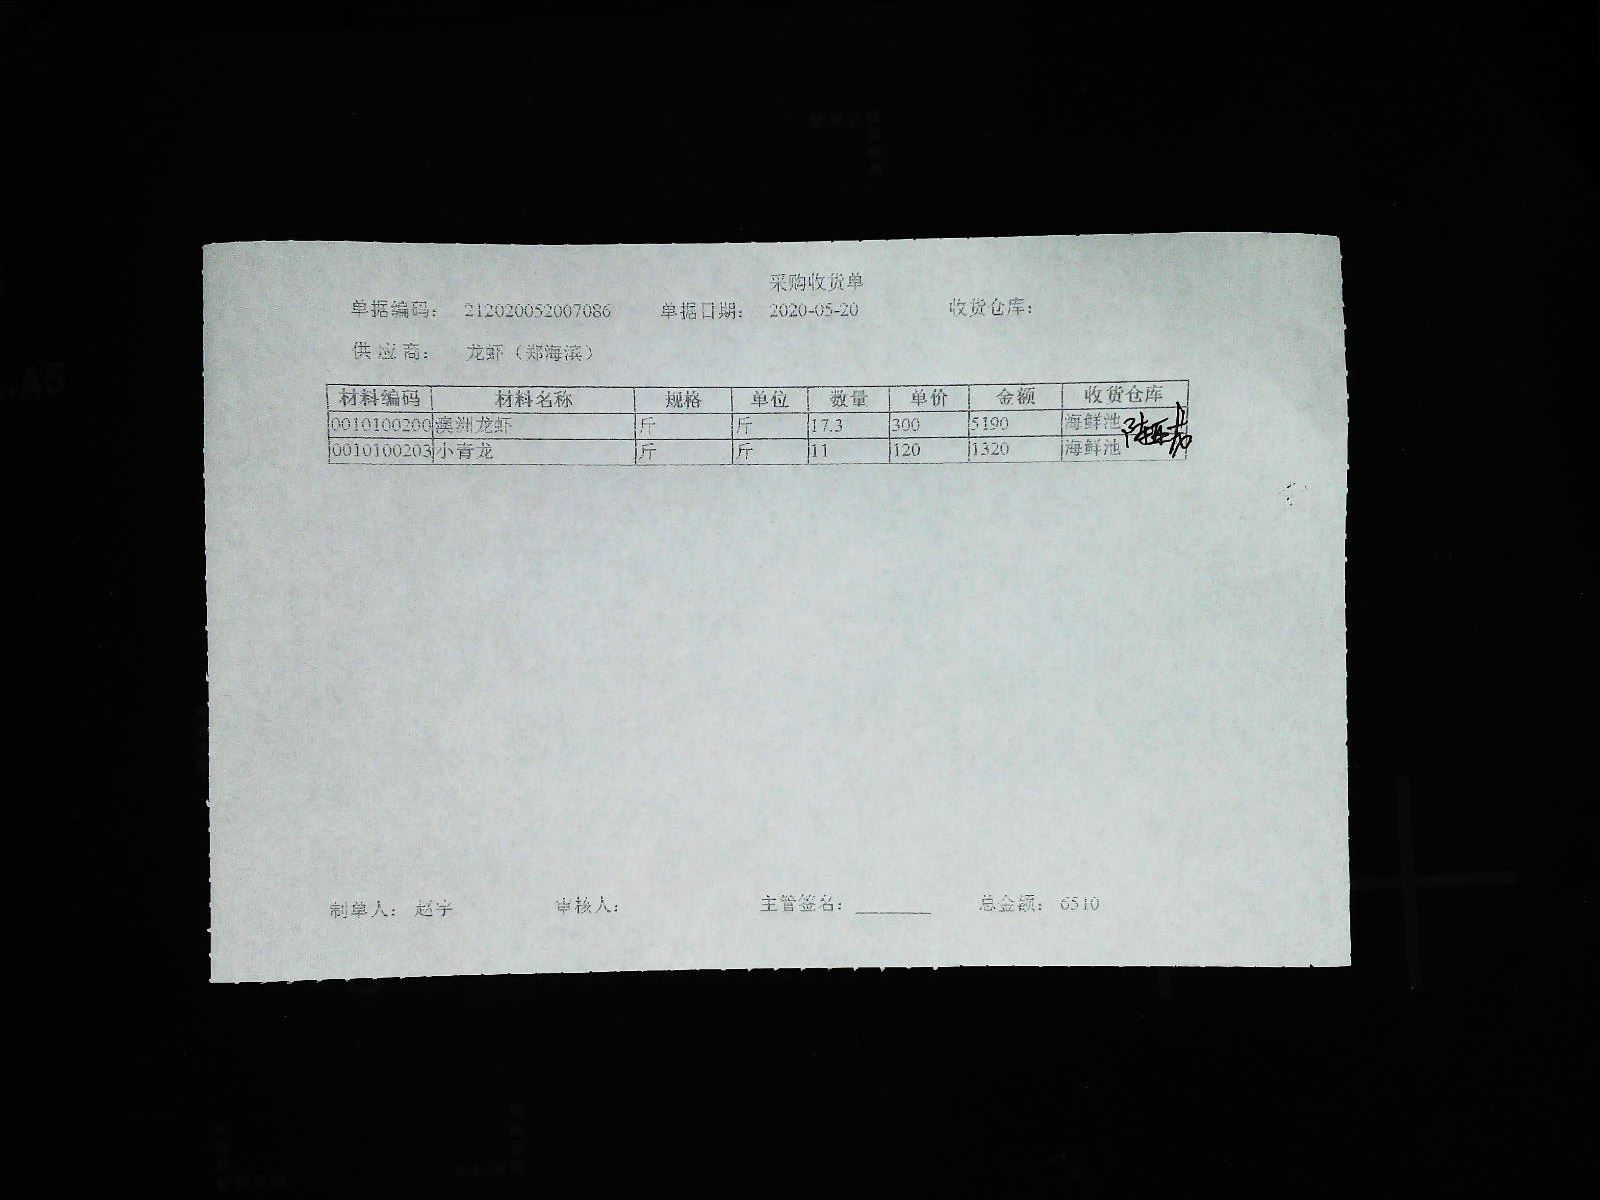 采购收货单
单据编码: 212020052007086 单据日期: 2020-05-20 收货仓库:
供应商: 龙虾（郑海滨）
材料编码 材料名称 规格 单位 数量 单价 金额 收货仓库
0010100200 澳洲龙虾 斤 斤 17.3 300 5190 海鲜池
0010100203 小青龙 斤 斤 11 120 1320 海鲜池
制单人: 赵宇 审核人: 主管签名: 总金额: 6510